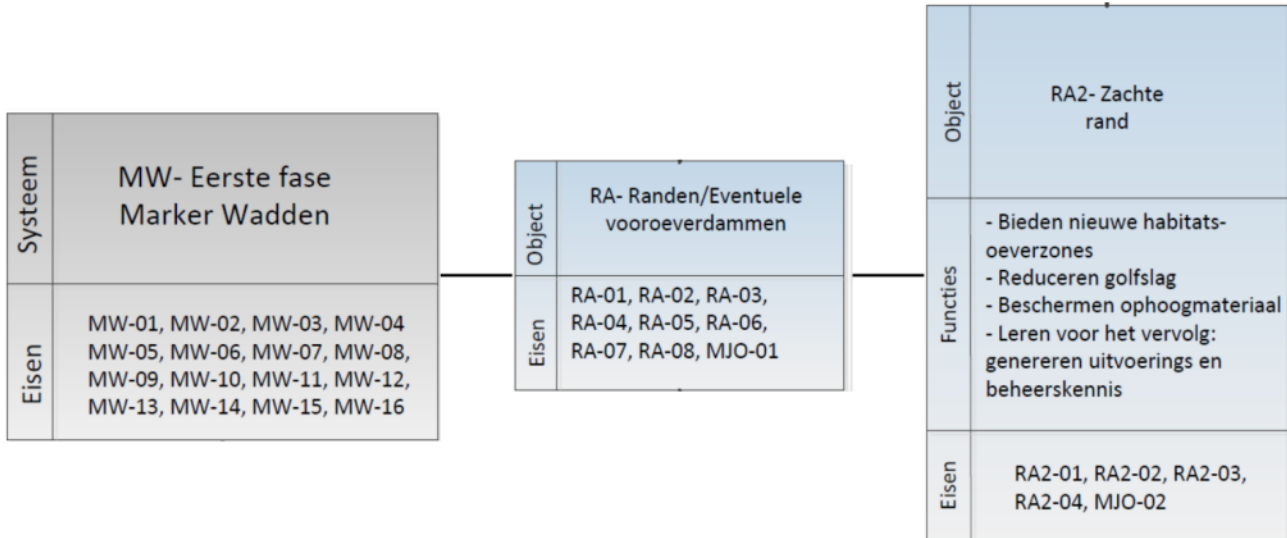 Systeem
MW- Eerste fase
Marker Wadden
Eisen
MW-01, MW-02, MW-03, MW-04
MW-05, MW-06, MW-07, MW-08,
MW-09, MW-10, MW-11, MW-12,
MW-13, MW-14, MW-15, MW-16
Object
RA- Randen/Eventuele
vooroeverdammen
Eisen
RA-01, RA-02, RA-03,
RA-04, RA-05, RA-06,
RA-07, RA-08, MJO-01
Object
RA2- Zachte
rand
Functies
- Bieden nieuwe habitats-
oeverzones
- Reduceren golfslag
- Beschermen ophoogmateriaal
- Leren voor het vervolg:
genereren uitvoerings en
beheerskennis
Eisen
RA2-01, RA2-02, RA2-03,
RA2-04, MJO-02